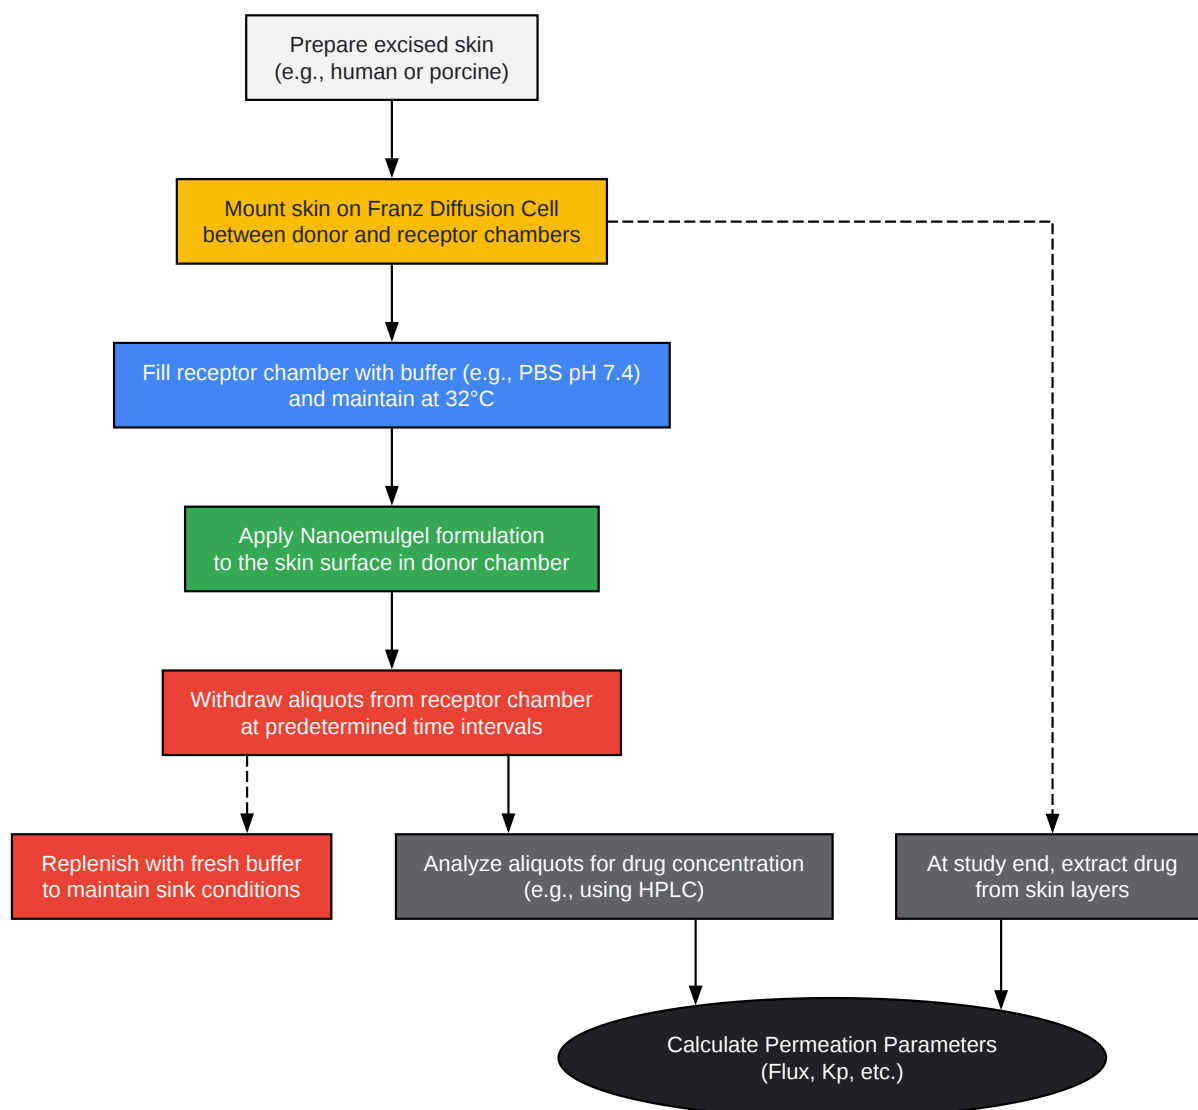 Prepare excised skin
(e.g., human or porcine)
Mount skin on Franz Diffusion Cell
between donor and receptor chambers
Fill receptor chamber with buffer (e.g., PBS pH 7.4)
and maintain at 32°C
Apply Nanoemulgel formulation
to the skin surface in donor chamber
Withdraw aliquots from receptor chamber
at predetermined time intervals
Replenish with fresh buffer
to maintain sink conditions
Analyze aliquots for drug concentration
(e.g., using HPLC)
At study end, extract drug
from skin layers
Calculate Permeation Parameters
(Flux, Kp, etc.)